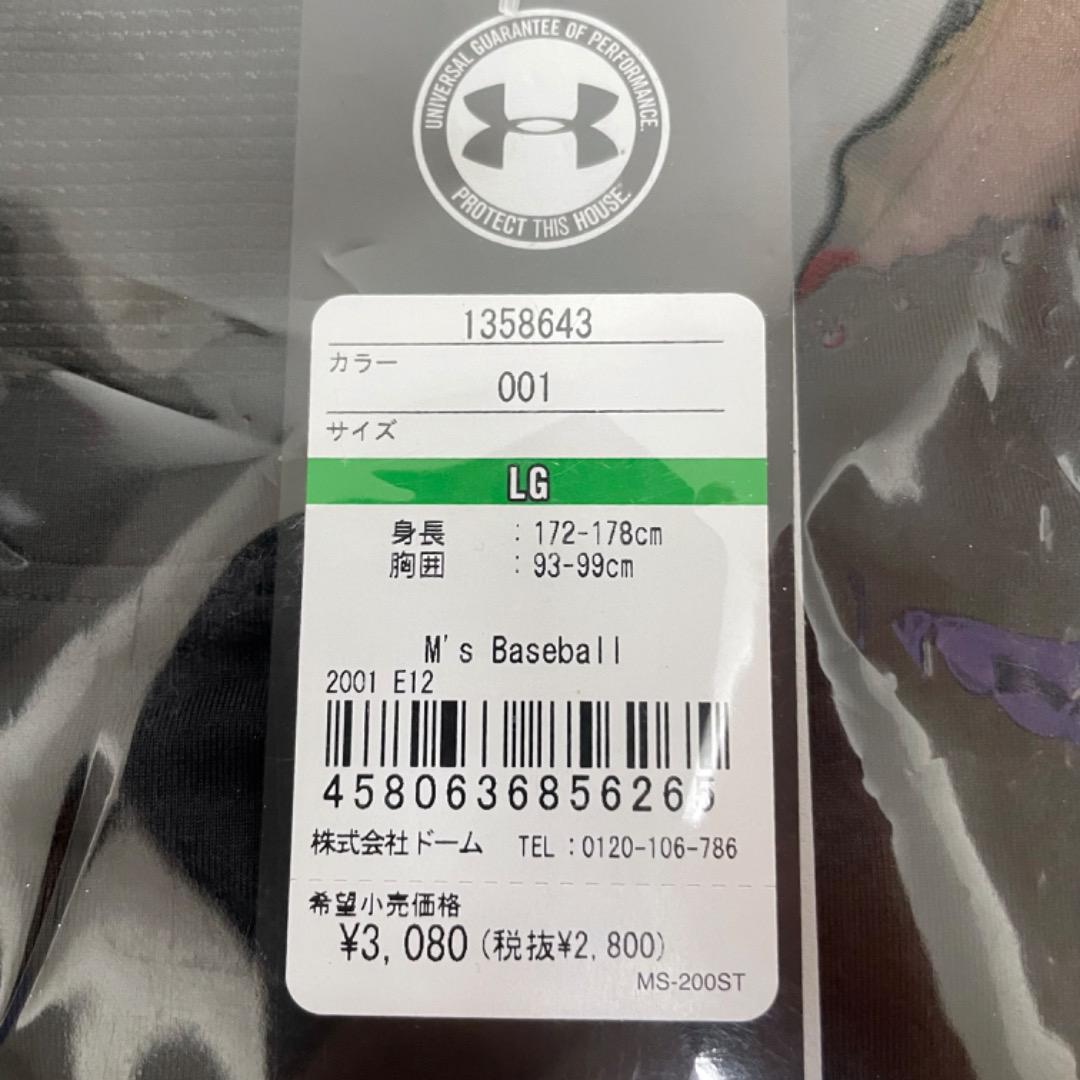 UNIVERSAL GUARANTEE OF PERFORMANCE.
PROTECT THIS HOUSE.
1358643
カラー
001
サイズ
LG
身長 : 172-178cm
胸囲 : 93-99cm
M's Baseball
2001 E12
4580636856265
株式会社ドーム TEL : 0120-106-786
希望小売価格
¥3,080 (税抜¥2,800)
MS-200ST